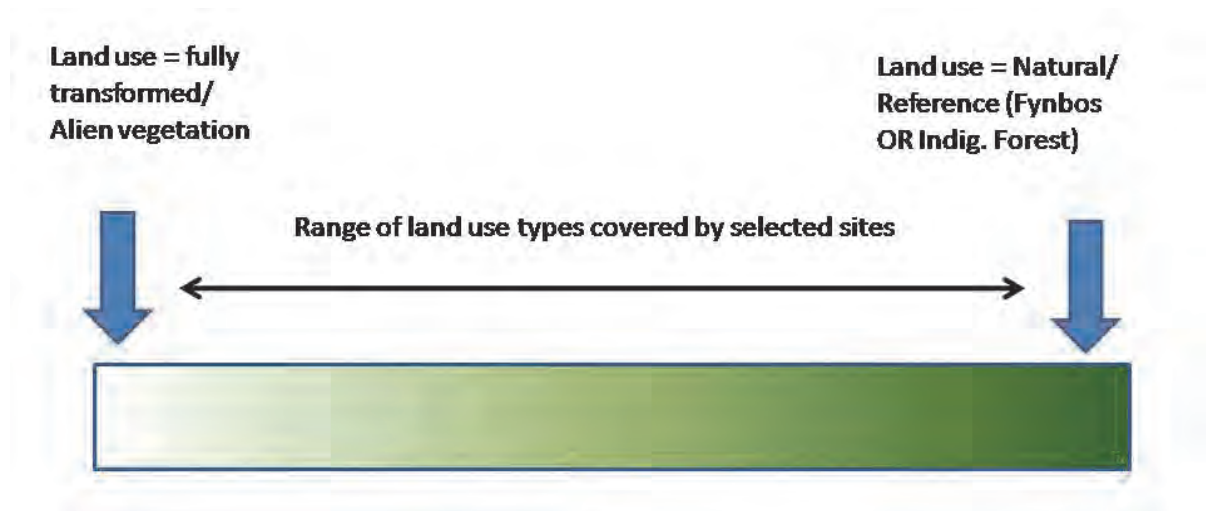 Land use = fully
transformed/
Alien vegetation
Land use = Natural/
Reference (Fynbos
OR Indig. Forest)
Range of land use types covered by selected sites